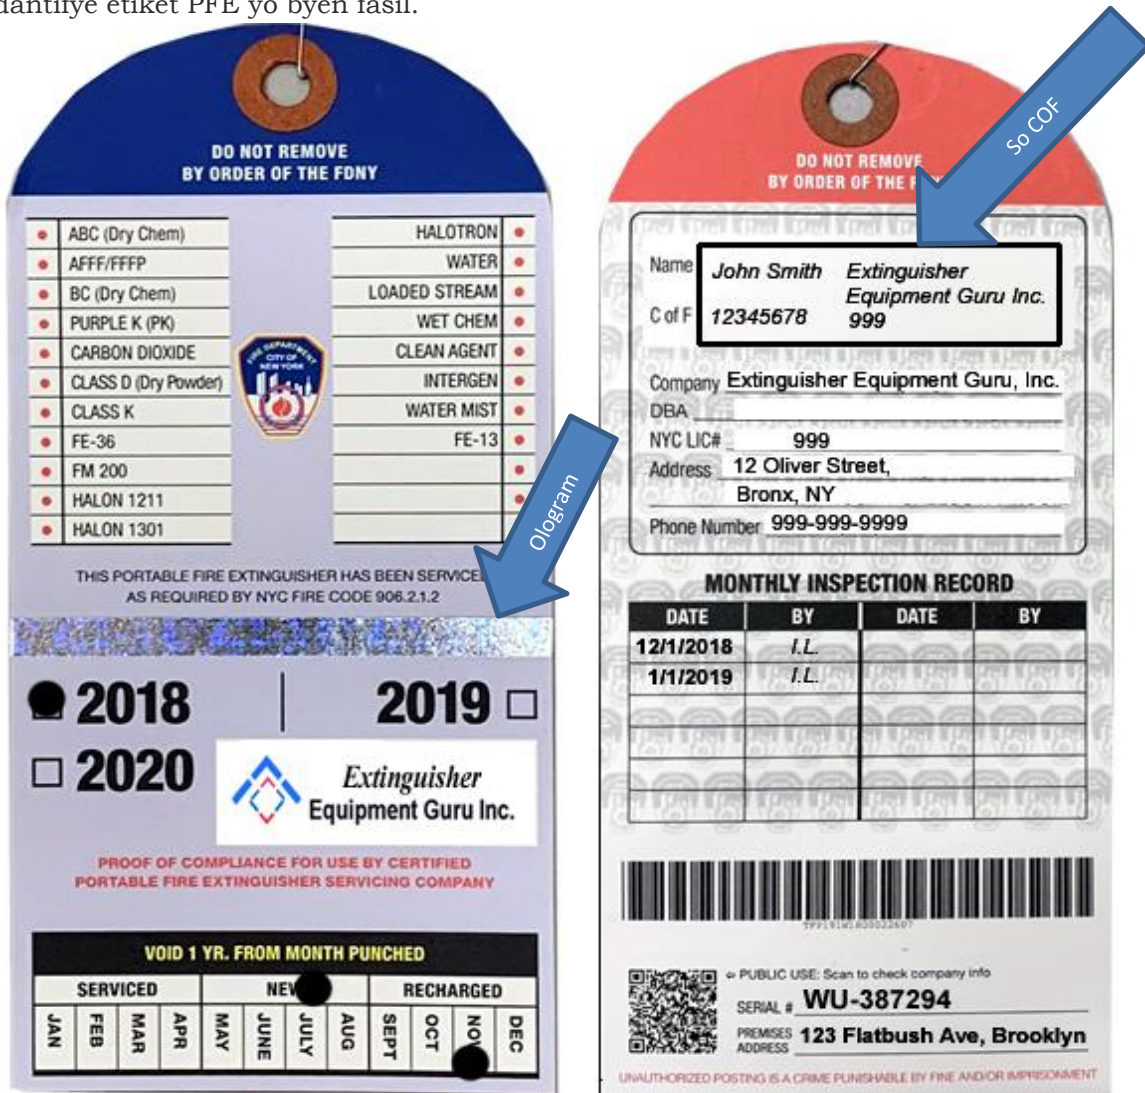 dantifye etiket PFE yo byen fasil.
DO NOT REMOVE
BY ORDER OF THE FDNY
ABC (Dry Chem)
AFFF/FFFP
BC (Dry Chem)
PURPLE K (PK)
CARBON DIOXIDE
CLASS D (Dry Powder)
CLASS K
FE-36
FM 200
HALON 1211
HALON 1301
HALOTRON
WATER
LOADED STREAM
WET CHEM
CLEAN AGENT
INTERGEN
WATER MIST
FE-13
FIRE DEPARTMENT
CITY OF
NEW YORK
Ologram
THIS PORTABLE FIRE EXTINGUISHER HAS BEEN SERVICE
AS REQUIRED BY NYC FIRE CODE 906.2.1.2
2018 2019
2020
Extinguisher
Equipment Guru Inc.
PROOF OF COMPLIANCE FOR USE BY CERTIFIED
PORTABLE FIRE EXTINGUISHER SERVICING COMPANY
VOID 1 YR. FROM MONTH PUNCHED
SERVICED NEW RECHARGED
JAN FEB MAR APR MAY JUNE JULY AUG SEPT OCT NOV DEC
So COF
DO NOT REMOVE
BY ORDER OF THE
Name John Smith Extinguisher
Equipment Guru Inc.
C of F 12345678 999
Company Extinguisher Equipment Guru, Inc.
DBA
NYC LIC# 999
Address 12 Oliver Street,
Bronx, NY
Phone Number 999-999-9999
MONTHLY INSPECTION RECORD
DATE BY DATE BY
12/1/2018 I.L.
1/1/2019 I.L.
PUBLIC USE: Scan to check company info
SERIAL # WU-387294
PREMISES
ADDRESS 123 Flatbush Ave, Brooklyn
UNAUTHORIZED POSTING IS A CRIME PUNISHABLE BY FINE AND/OR IMPRISONMENT